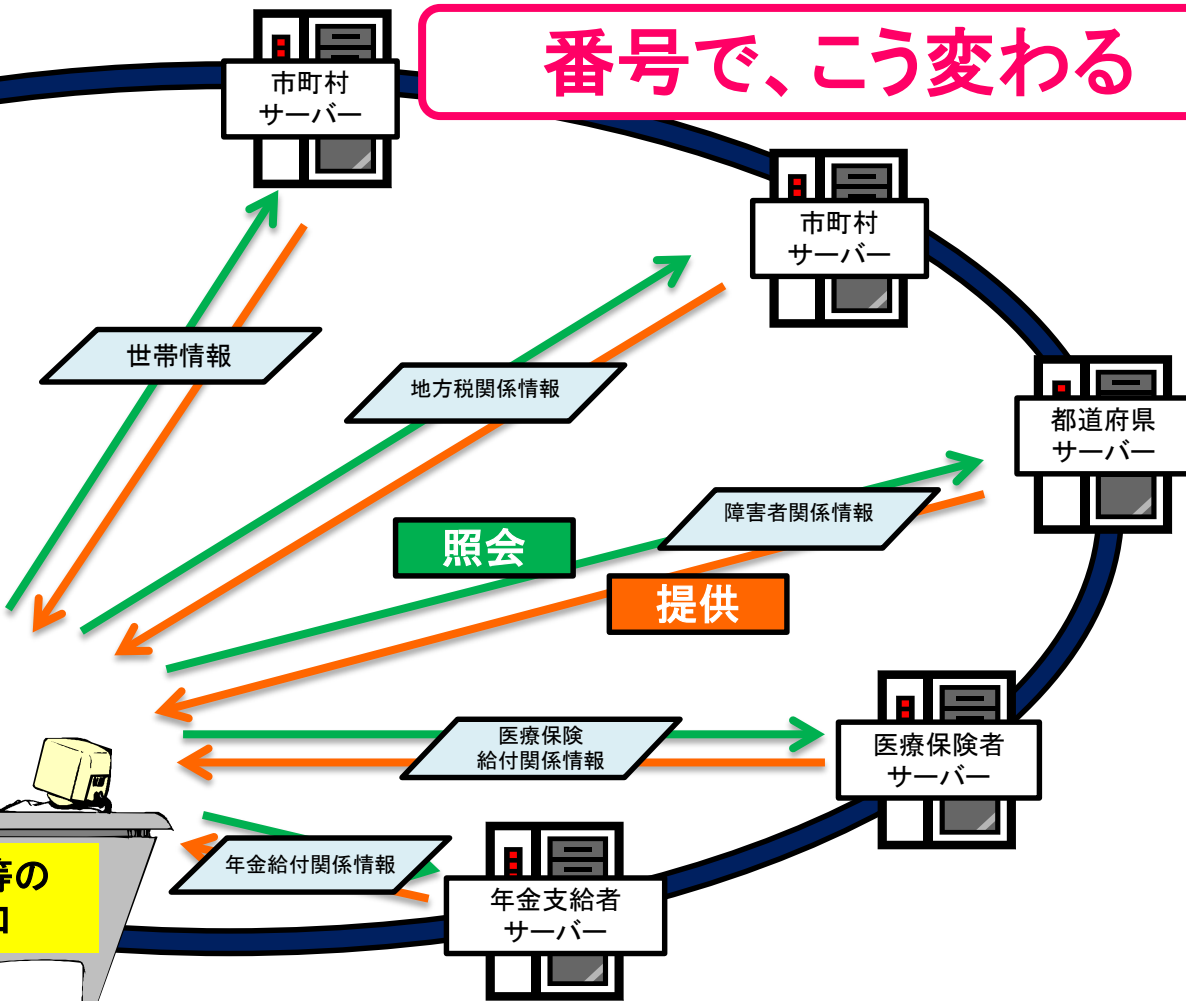 番号で、こう変わる
市町村
サーバー
市町村
サーバー
世帯情報
地方税関係情報
都道府県
サーバー
障害者関係情報
照会
提供
医療保険
給付関係情報
医療保険者
サーバー
年金給付関係情報
等の
年金支給者
サーバー